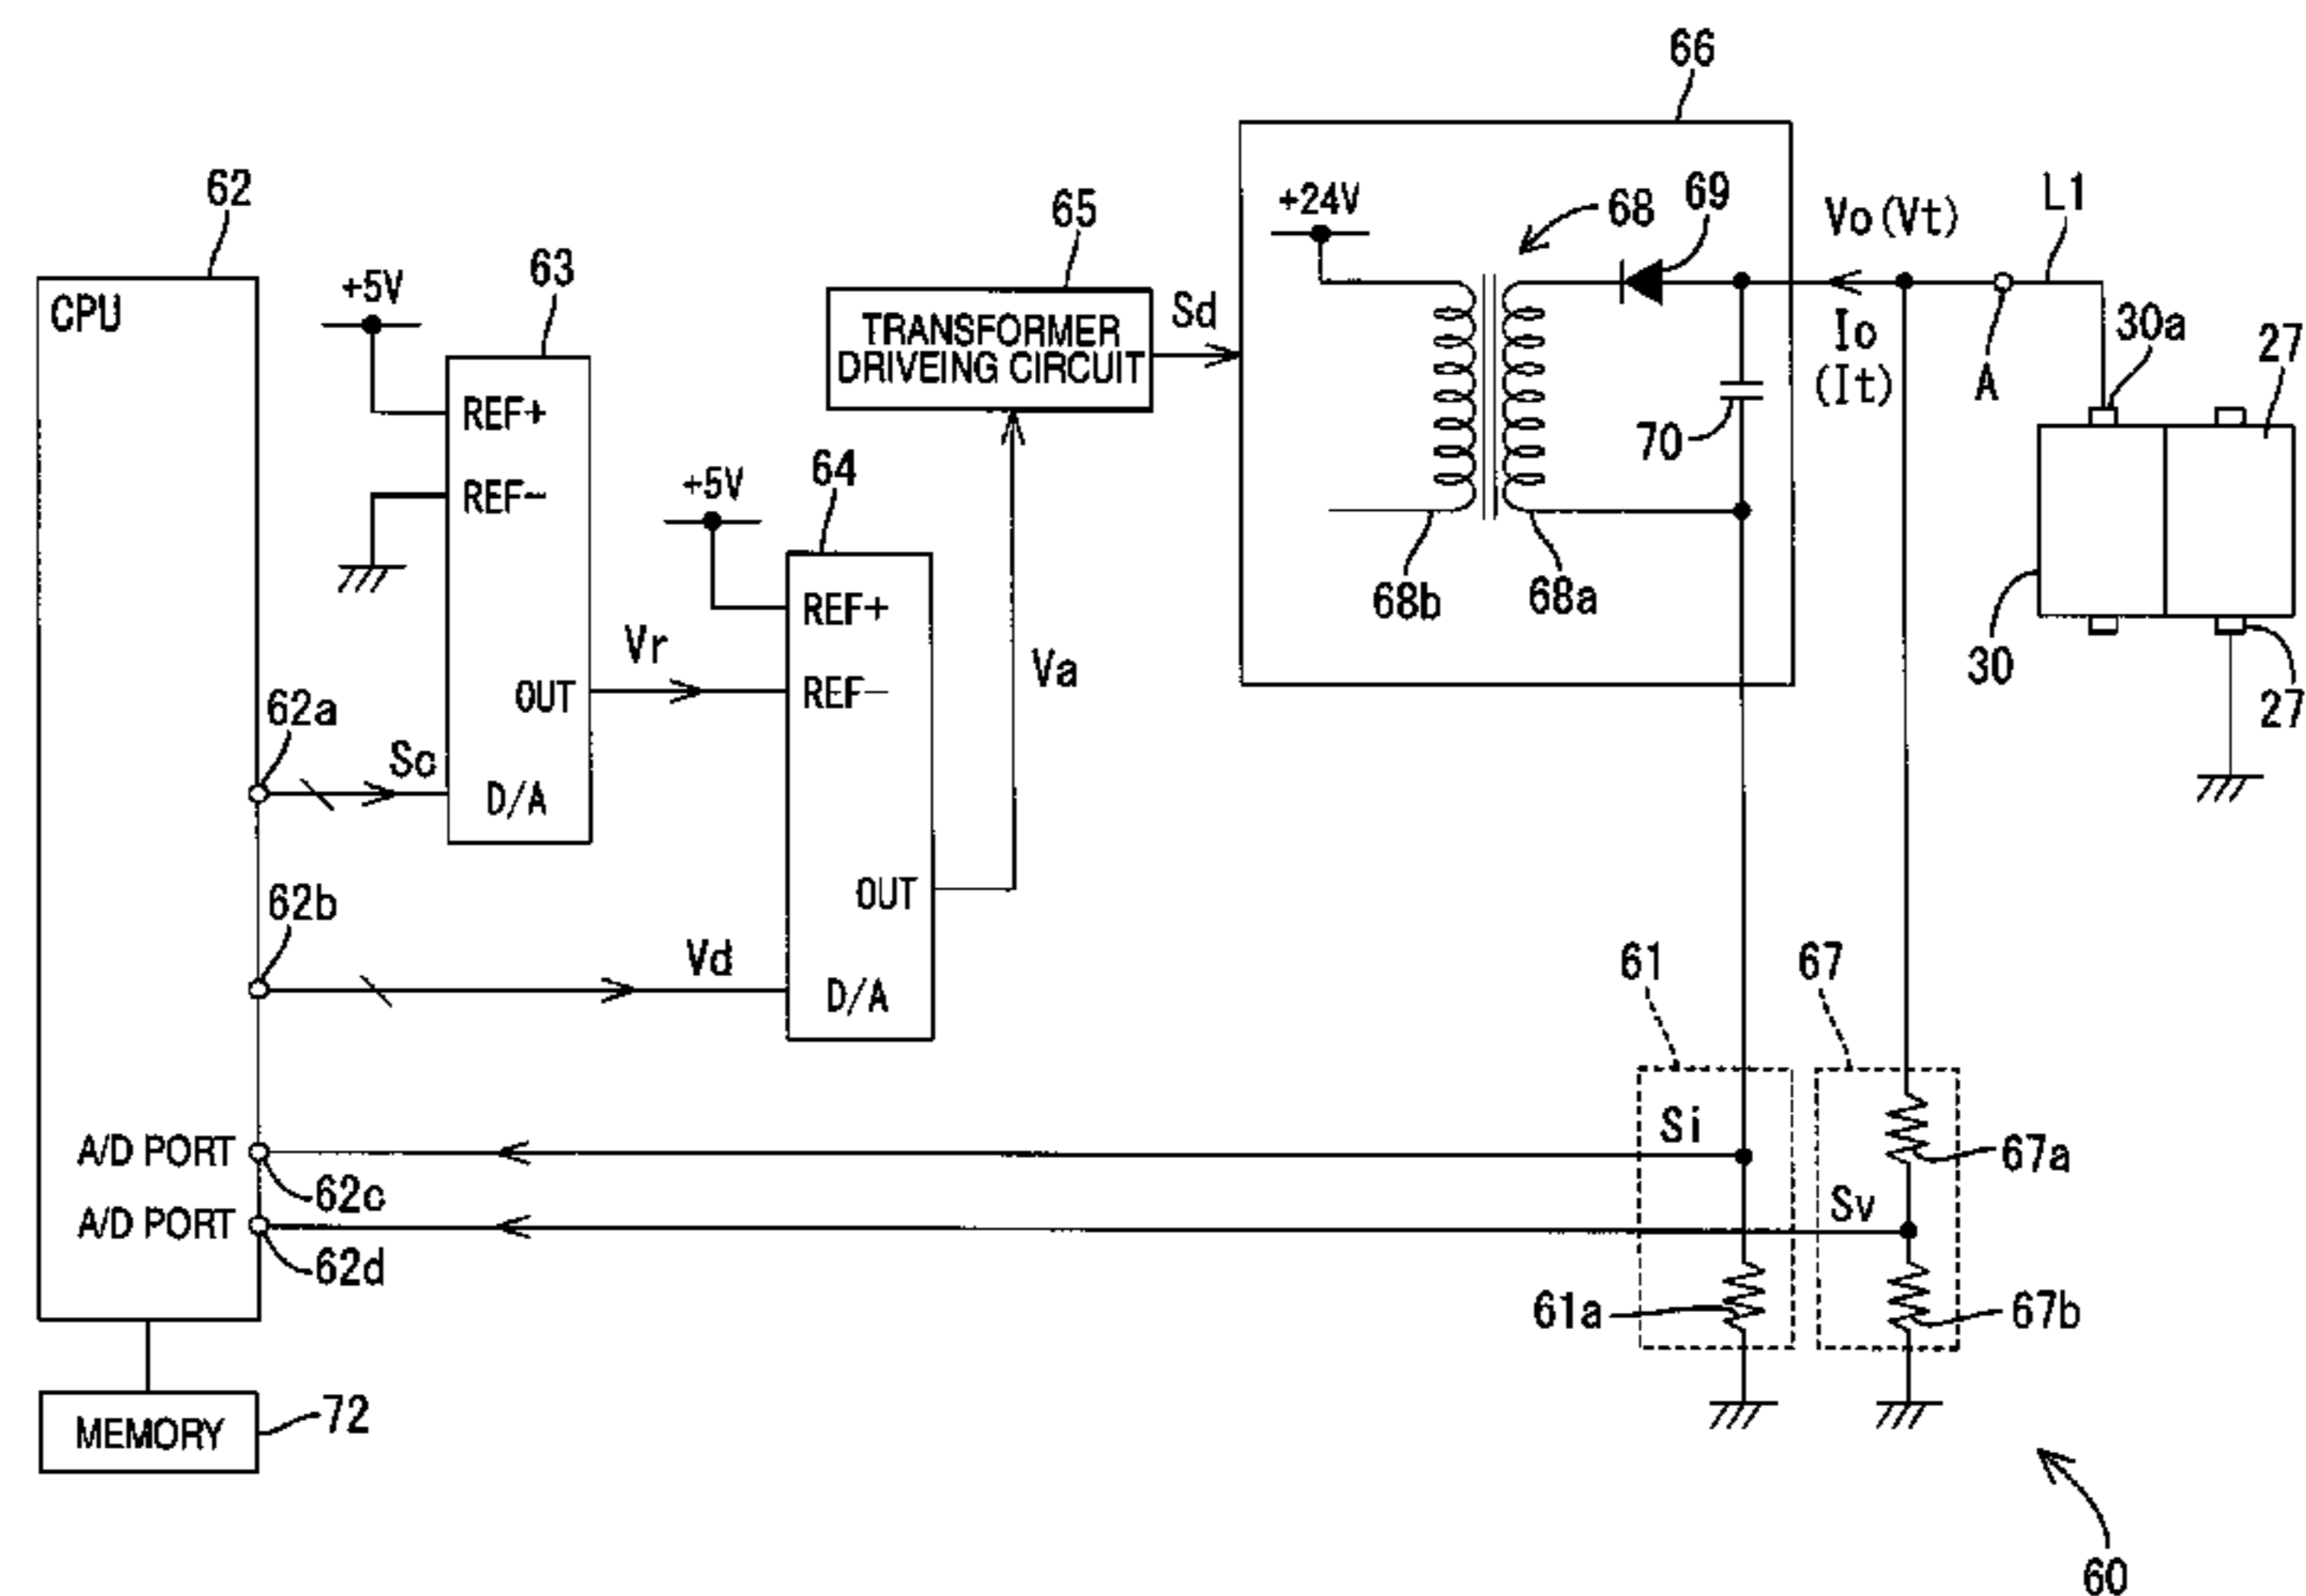 66
62
+24V
68
69
Vo(Vt)
L1
65
63
+5V
CPU
TRANSFORMER
DRIVEING CIRCUIT
Sd
Io
(It)
A
30a
27
REF+
REF-
70
64
+5V
68b
68a
REF+
Vr
REF-
Va
30
27
OUT
62a
Sc
D/A
62b
OUT
Vd
D/A
61
67
Si
A/D PORT
62c
67a
Sv
A/D PORT
62d
61a
67b
MEMORY
72
60